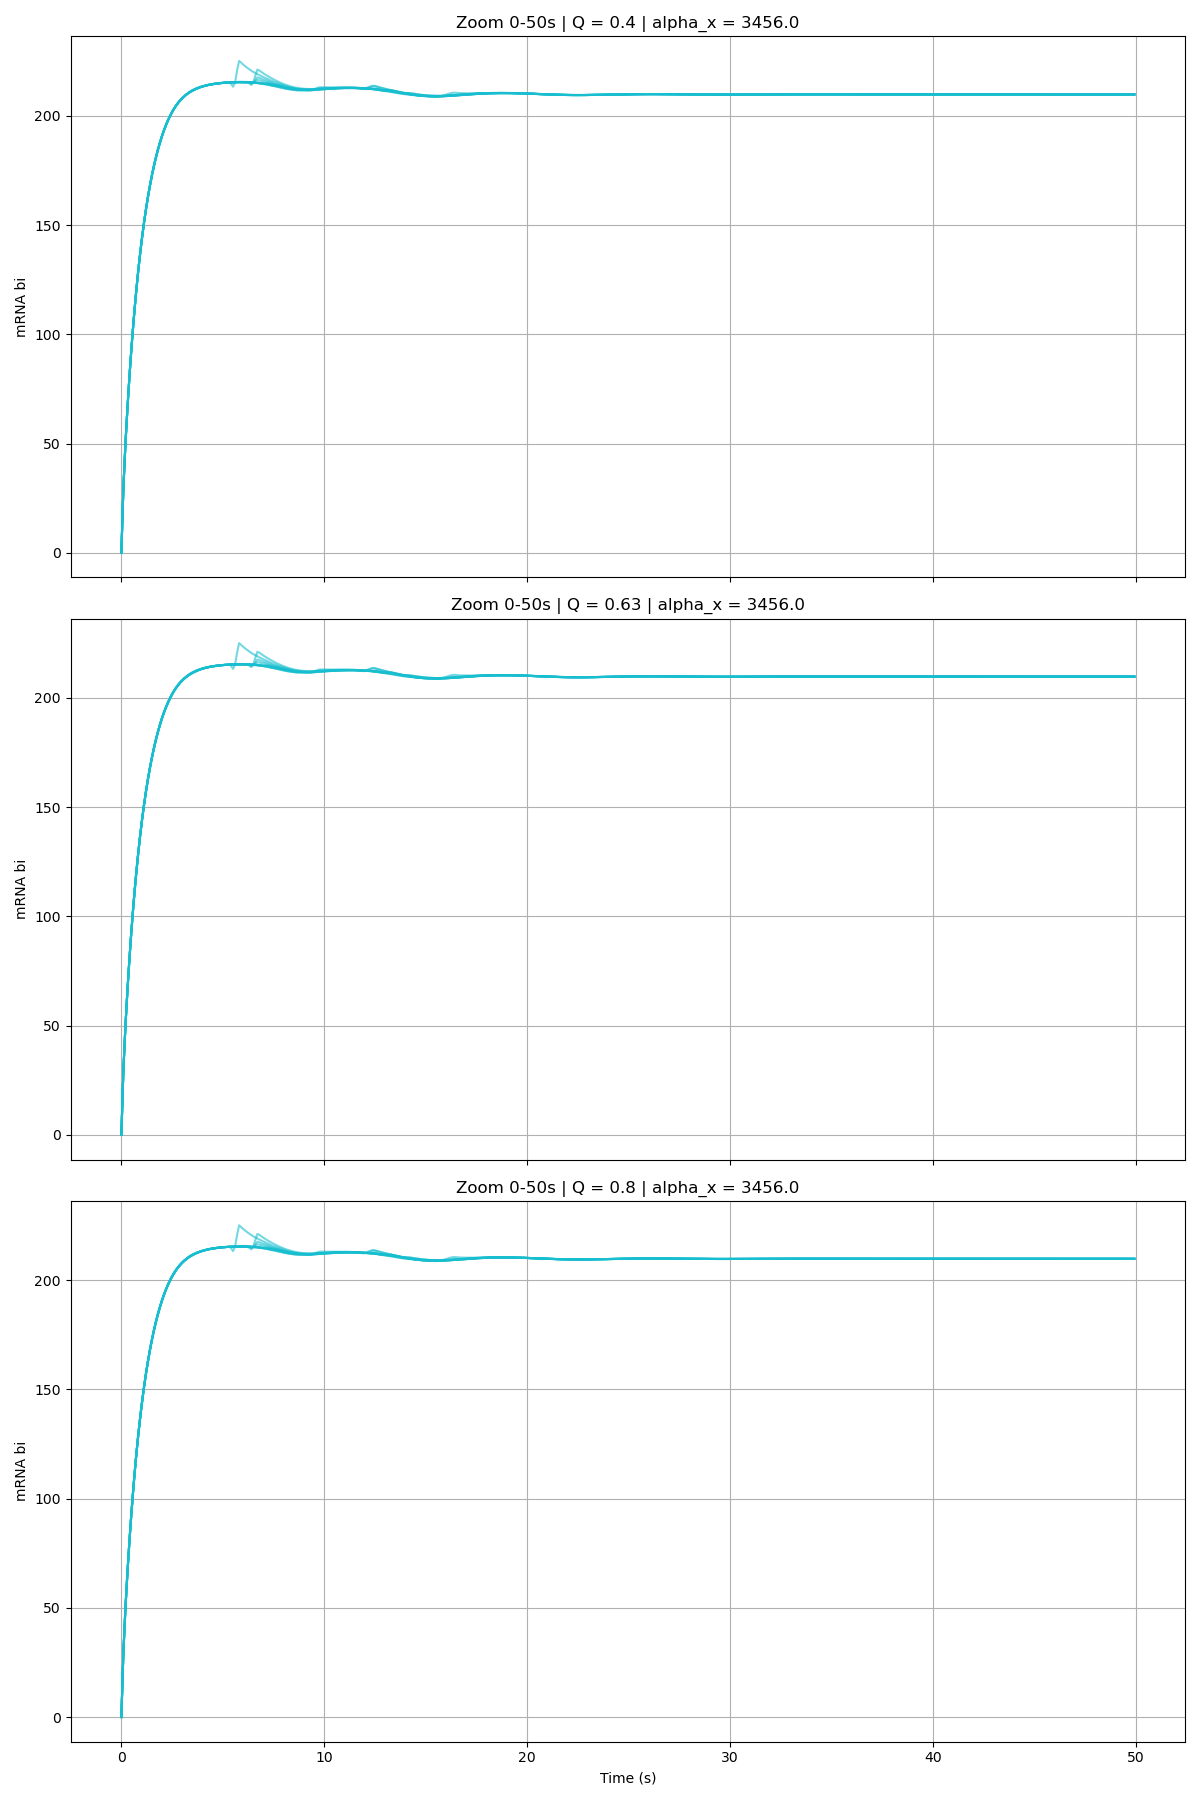 Zoom 0-50s | Q = 0.4 | alpha_x = 3456.0
200
150
mRNA bi
100
50
0
Zoom 0-50s | Q = 0.63 | alpha_x = 3456.0
200
150
mRNA bi
100
50
0
Zoom 0-50s | Q = 0.8 | alpha_x = 3456.0
200
150
mRNA bi
100
50
0
0 10 20 30 40 50
Time (s)